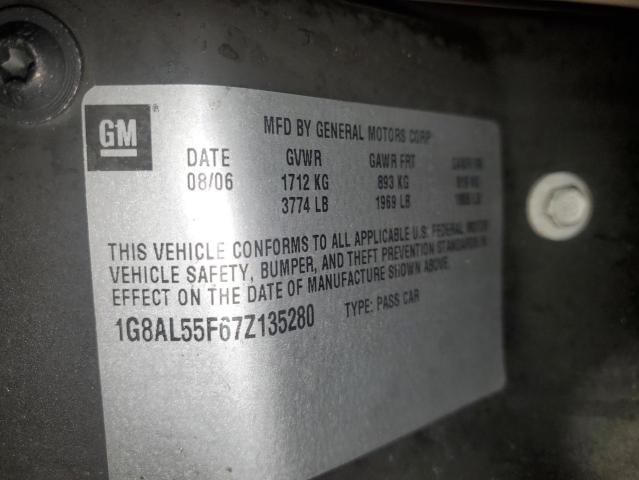 GM
MFD BY GENERAL MOTORS CORP
DATE GVWR GAWR FRT GAWR RR
08/06 1712 KG 893 KG
3774 LB 1969 LB
THIS VEHICLE CONFORMS TO ALL APPLICABLE U.S. FEDERAL MOTOR
VEHICLE SAFETY, BUMPER, AND THEFT PREVENTION STANDARDS IN
EFFECT ON THE DATE OF MANUFACTURE SHOWN ABOVE.
1G8AL55F67Z135280 TYPE: PASS CAR